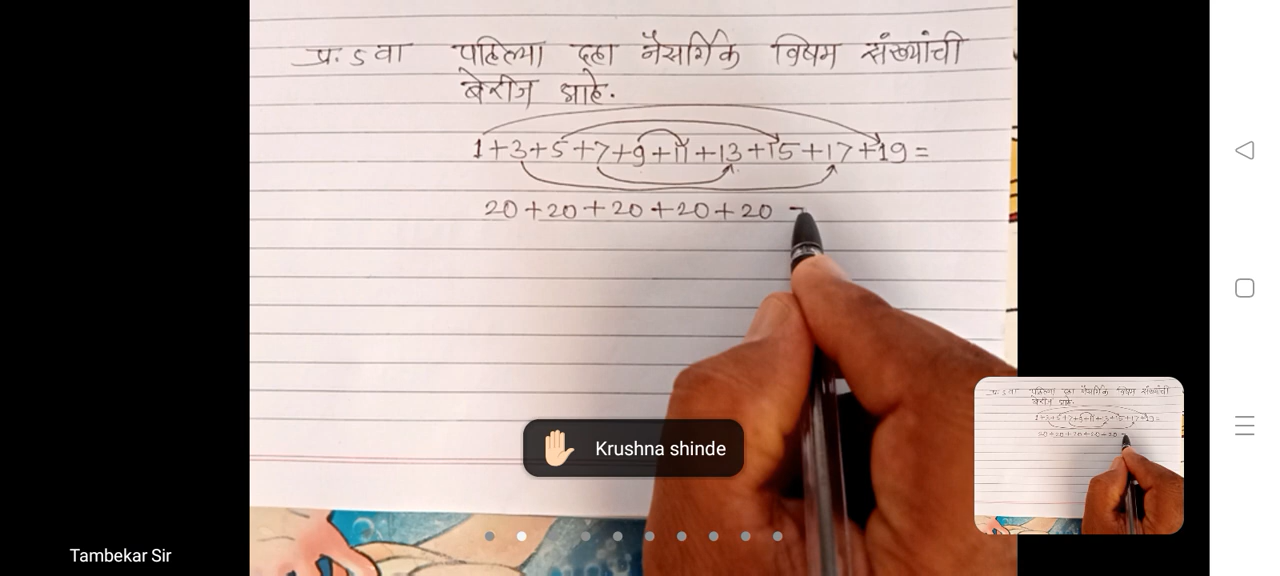 प्र. 5 वा पहिल्या दहा नैसर्गिक विषम संख्यांची
बेरीज आहे.
1+3+5+7+9+11+13+15+17+19=
20+20+20+20+20 =
Krushna shinde
Tambekar Sir